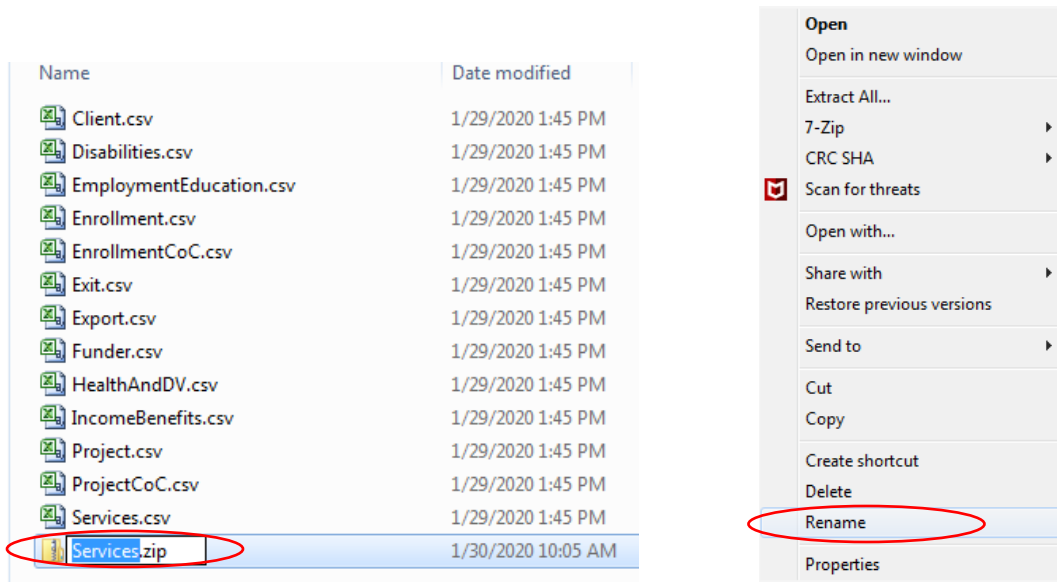 Name Date modified
Client.csv 1/29/2020 1:45 PM
Disabilities.csv 1/29/2020 1:45 PM
EmploymentEducation.csv 1/29/2020 1:45 PM
Enrollment.csv 1/29/2020 1:45 PM
EnrollmentCoC.csv 1/29/2020 1:45 PM
Exit.csv 1/29/2020 1:45 PM
Export.csv 1/29/2020 1:45 PM
Funder.csv 1/29/2020 1:45 PM
HealthAndDV.csv 1/29/2020 1:45 PM
IncomeBenefits.csv 1/29/2020 1:45 PM
Project.csv 1/29/2020 1:45 PM
ProjectCoC.csv 1/29/2020 1:45 PM
Services.csv 1/29/2020 1:45 PM
Services.zip 1/30/2020 10:05 AM
Open
Open in new window
Extract All...
7-Zip
CRC SHA
Scan for threats
Open with...
Share with
Restore previous versions
Send to
Cut
Copy
Create shortcut
Delete
Rename
Properties